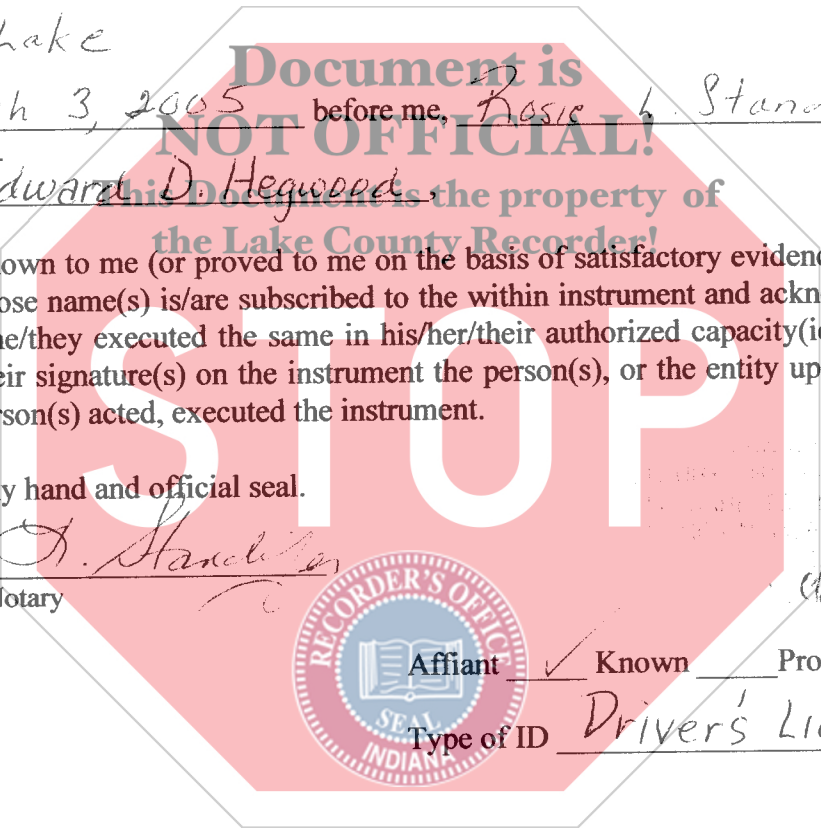 Lake
Document is
h 3, 2005 before me, Rosie L. Stan
NOT OFFICIAL!
dward D. Hegwood,
This Document is the property of
the Lake County Recorder!
own to me (or proved to me on the basis of satisfactory eviden
ose name(s) is/are subscribed to the within instrument and ackn
he/they executed the same in his/her/their authorized capacity(i
eir signature(s) on the instrument the person(s), or the entity up
rson(s) acted, executed the instrument.
STOP
y hand and official seal.
Notary
RECORDER'S OFFICE
SEAL
INDIANA
Affiant ✓ Known Pro
Type of ID Driver's Lic